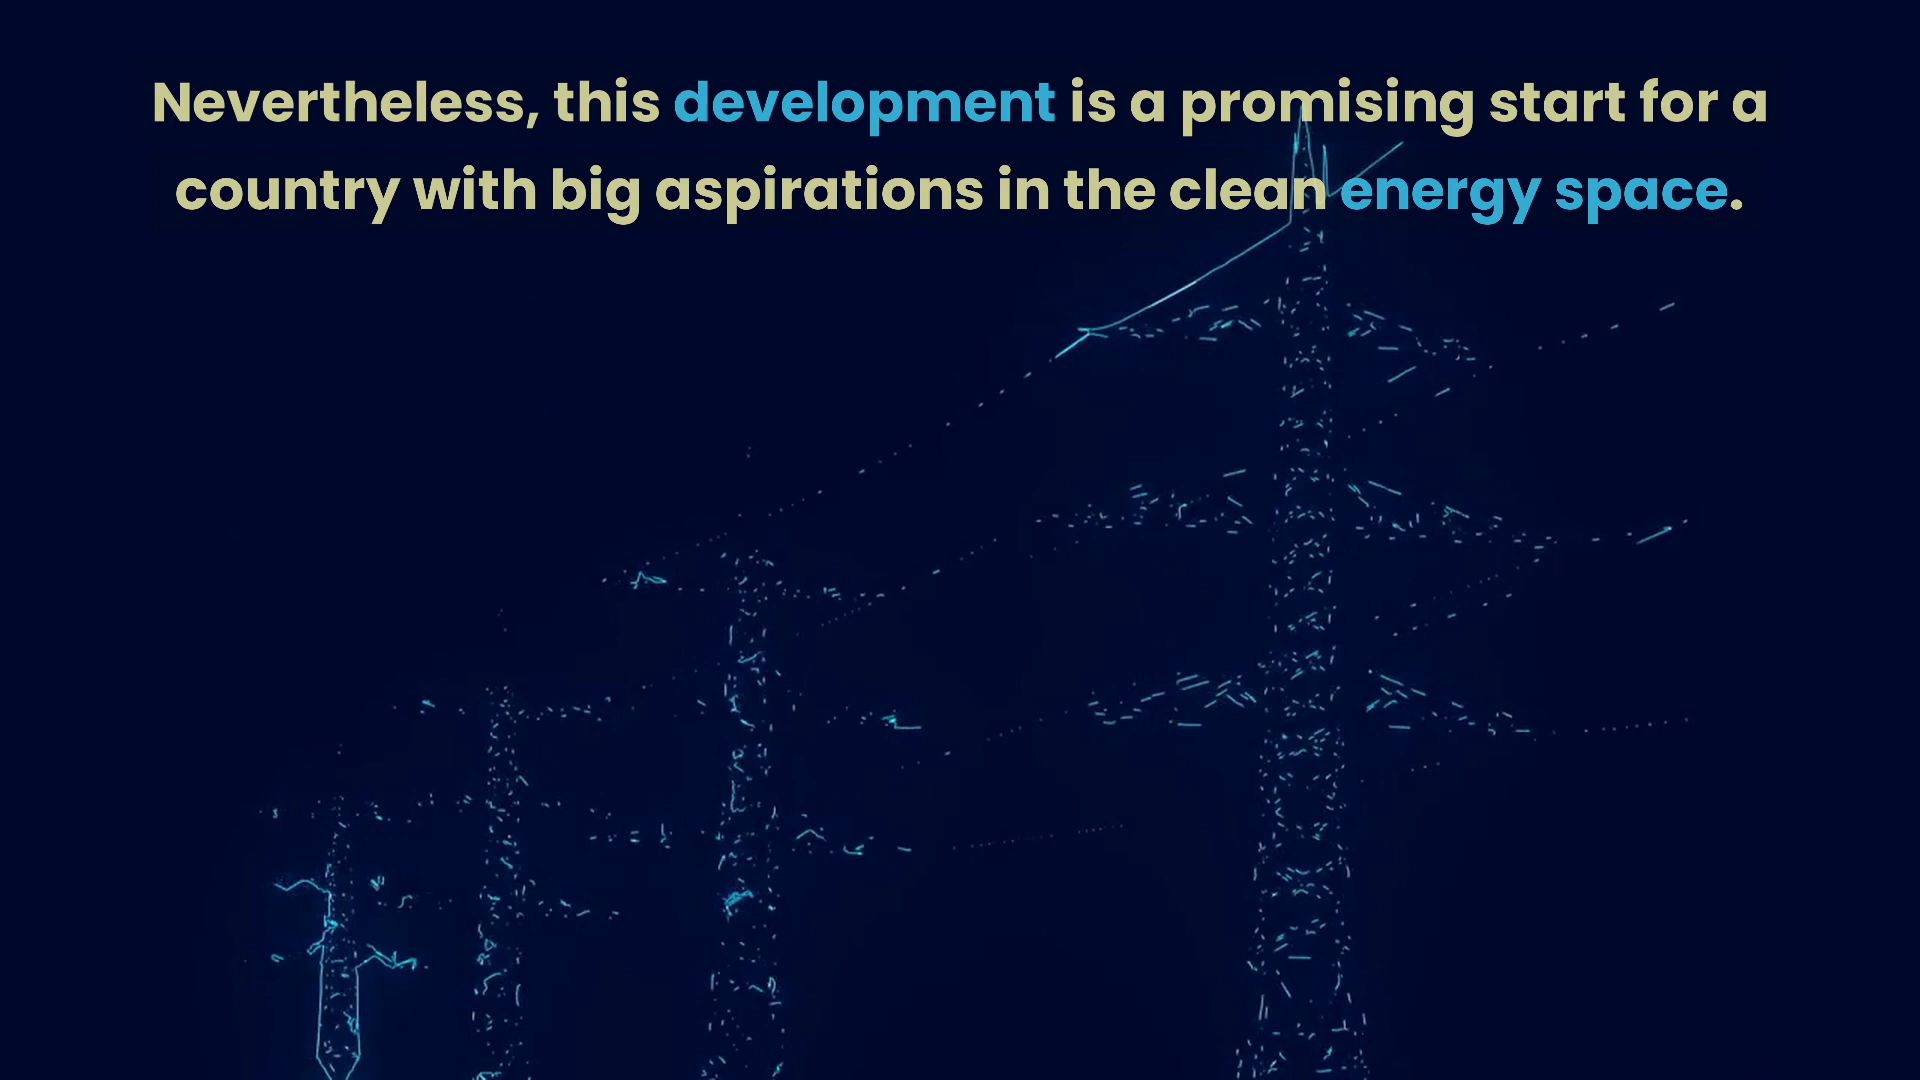 Nevertheless, this development is a promising start for a
country with big aspirations in the clean energy space.